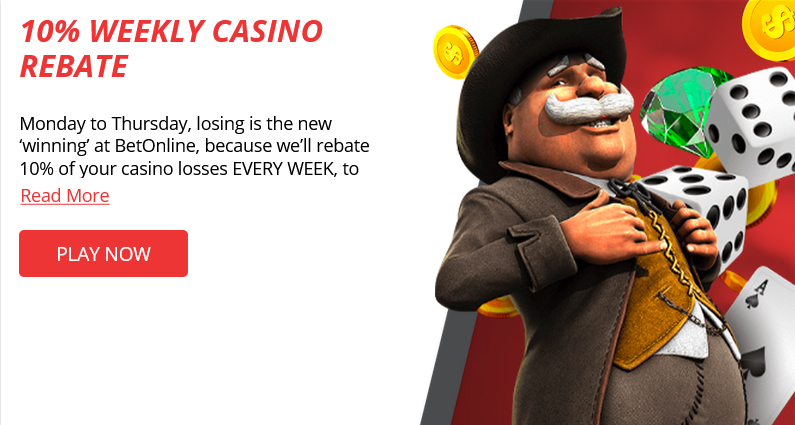 10% WEEKLY CASINO
REBATE
Monday to Thursday, losing is the new
‘winning’ at BetOnline, because we’ll rebate
10% of your casino losses EVERY WEEK, to
Read More
PLAY NOW
A